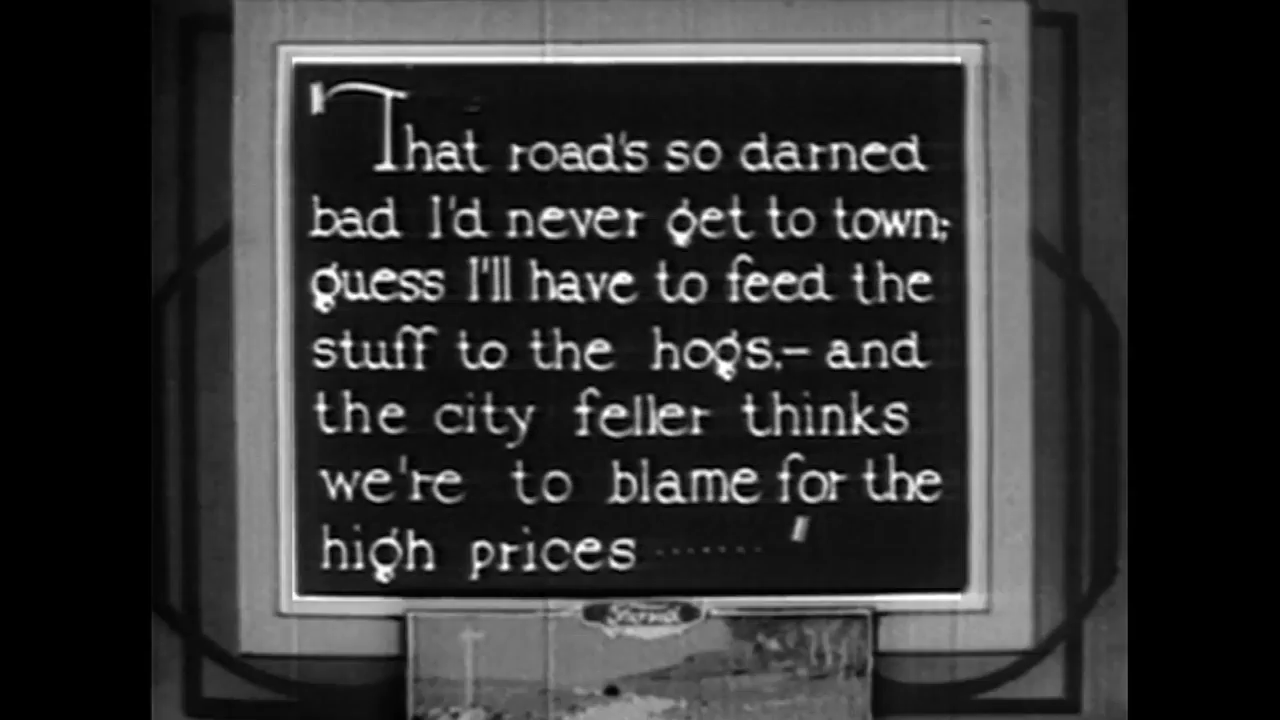 "That road's so darned
bad I'd never get to town;
guess I'll have to feed the
stuff to the hogs,- and
the city feller thinks
we're to blame for the
high prices ........"
Ford